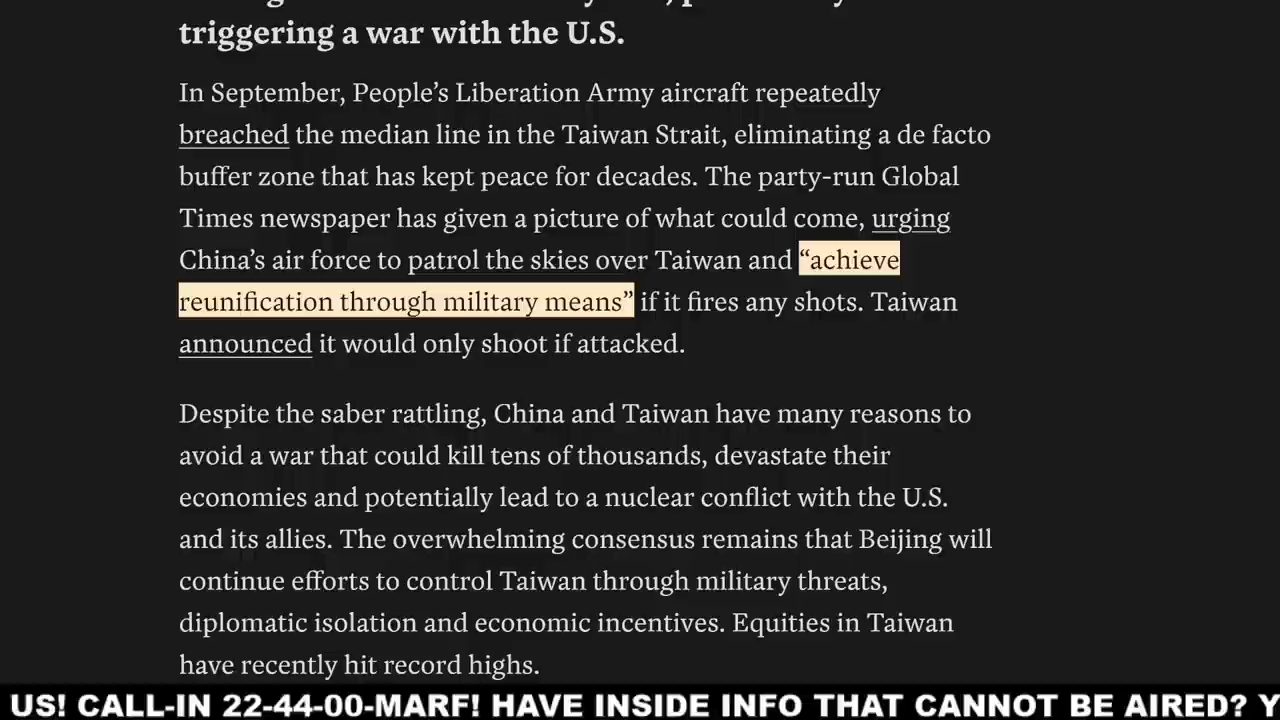 triggering a war with the U.S.
In September, People’s Liberation Army aircraft repeatedly
breached the median line in the Taiwan Strait, eliminating a de facto
buffer zone that has kept peace for decades. The party-run Global
Times newspaper has given a picture of what could come, urging
China’s air force to patrol the skies over Taiwan and “achieve
reunification through military means” if it fires any shots. Taiwan
announced it would only shoot if attacked.
Despite the saber rattling, China and Taiwan have many reasons to
avoid a war that could kill tens of thousands, devastate their
economies and potentially lead to a nuclear conflict with the U.S.
and its allies. The overwhelming consensus remains that Beijing will
continue efforts to control Taiwan through military threats,
diplomatic isolation and economic incentives. Equities in Taiwan
have recently hit record highs.
US! CALL-IN 22-44-00-MARF! HAVE INSIDE INFO THAT CANNOT BE AIRED? Y